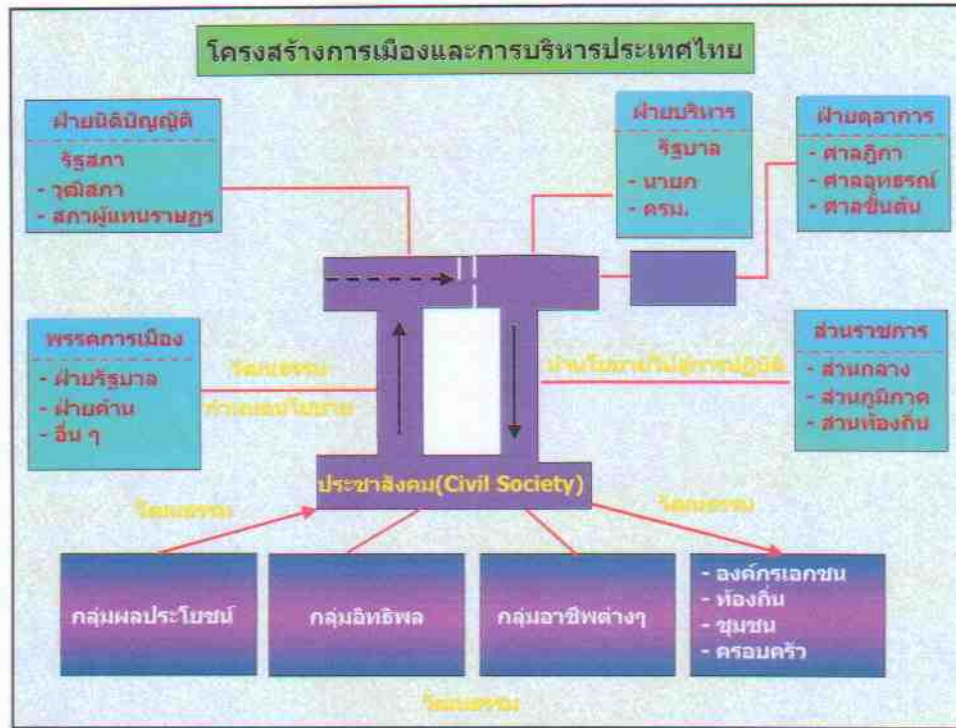 โครงสร้างการเมืองและการบริหารประเทศไทย
ฝ่ายนิติบัญญัติ
รัฐสภา
- วุฒิสภา
- สภาผู้แทนราษฎร
ฝ่ายบริหาร
รัฐบาล
- นายก
- ครม.
ฝ่ายตุลาการ
- ศาลฎีกา
- ศาลอุทธรณ์
- ศาลชั้นต้น
พรรคการเมือง
- ฝ่ายรัฐบาล
- ฝ่ายค้าน
- อื่น ๆ
วัฒนธรรม
กำหนดนโยบาย
นำนโยบายไปสู่การปฏิบัติ
ส่วนราชการ
- ส่วนกลาง
- ส่วนภูมิภาค
- ส่วนท้องถิ่น
ประชาสังคม(Civil Society)
วัฒนธรรม
วัฒนธรรม
กลุ่มผลประโยชน์
กลุ่มอิทธิพล
กลุ่มอาชีพต่างๆ
- องค์กรเอกชน
- ท้องถิ่น
- ชุมชน
- ครอบครัว
วัฒนธรรม